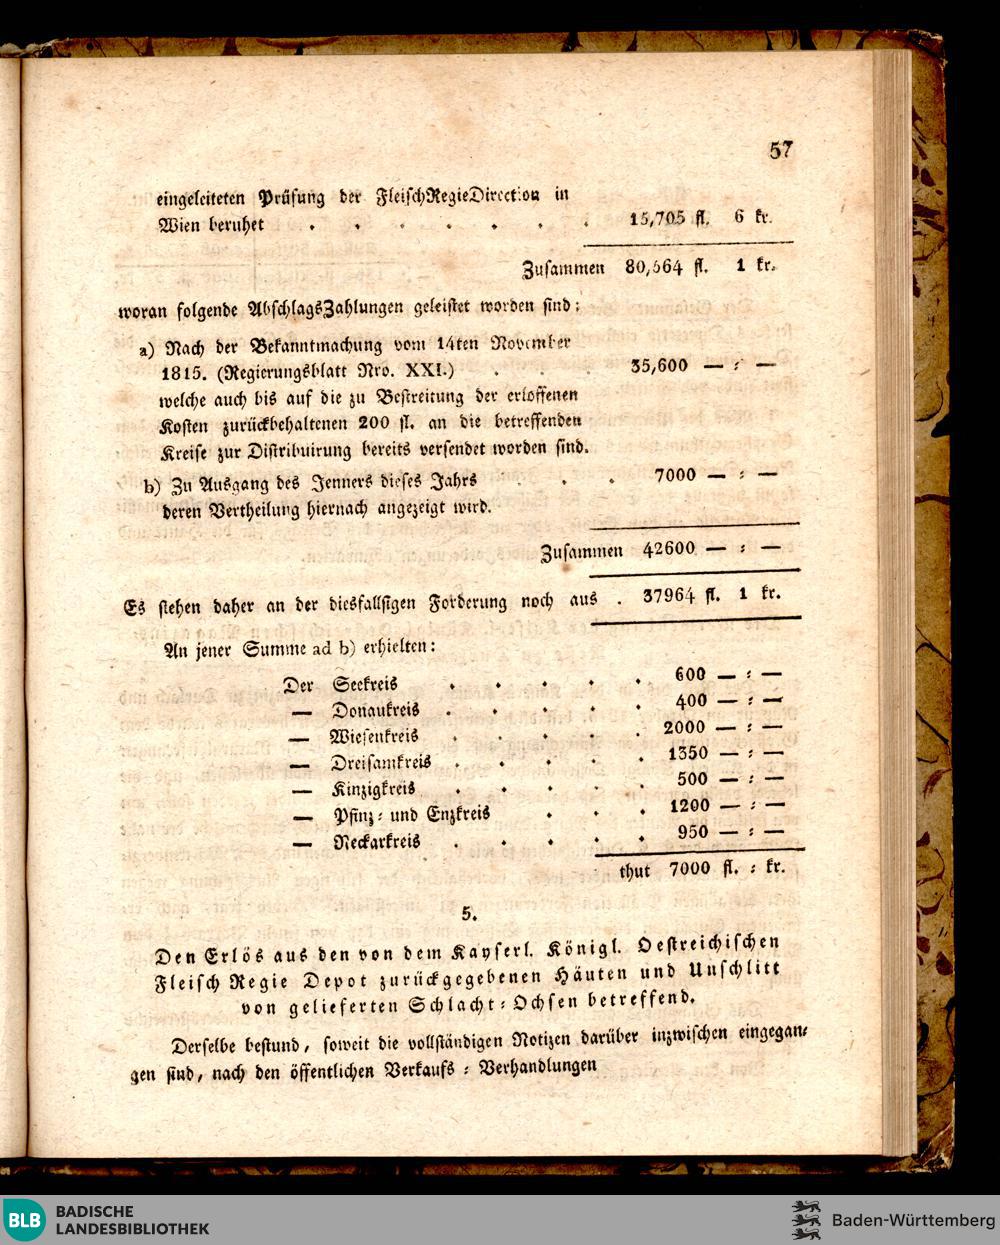 57
eingeleiteten Prüfung der FleischRegieDirection in
Wien beruhet . . . . . . . 15,705 fl. 6 kr.
Zusammen 80,564 fl. 1 kr.
woran folgende AbschlagsZahlungen geleistet worden sind:
a) Nach der Bekanntmachung vom 14ten November
1815. (Regierungsblatt Nro. XXI.) . . . 35,600 — : —
welche auch bis auf die zu Bestreitung der erloffenen
Kosten zurückbehaltenen 200 fl. an die betreffenden
Kreise zur Distribuirung bereits versendet worden sind.
b) Zu Ausgang des Jenners dieses Jahrs . . 7000 — : —
deren Vertheilung hiernach angezeigt wird.
Zusammen 42600 — : —
Es stehen daher an der diesfallsigen Forderung noch aus . 37964 fl. 1 kr.
An jener Summe ad b) erhielten:
Der Seekreis . . . . . 600 — : —
— Donaukreis . . . . . 400 — : —
— Wiesenkreis . . . . . 2000 — : —
— Dreisamkreis . . . . . 1350 — : —
— Kinzigkreis . . . . . 500 — : —
— Pfinz- und Enzkreis . . . 1200 — : —
— Neckarkreis . . . . . 950 — : —
thut 7000 fl. : kr.
5.
Den Erlös aus den von dem Kayserl. Königl. Oestreichischen
Fleisch Regie Depot zurückgegebenen Häuten und Unschlitt
von gelieferten Schlacht-Ochsen betreffend.
Derselbe bestund, soweit die vollständigen Notizen darüber inzwischen eingegan-
gen sind, nach den öffentlichen Verkaufs-Verhandlungen
BLB BADISCHE
LANDESBIBLIOTHEK
Baden-Württemberg